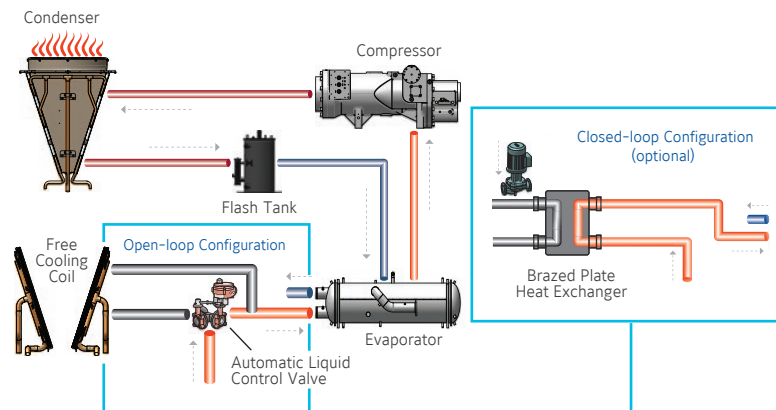 Condenser
Compressor
Closed-loop Configuration
(optional)
Flash Tank
Free
Cooling
Coil
Open-loop Configuration
Brazed Plate
Heat Exchanger
Evaporator
Automatic Liquid
Control Valve